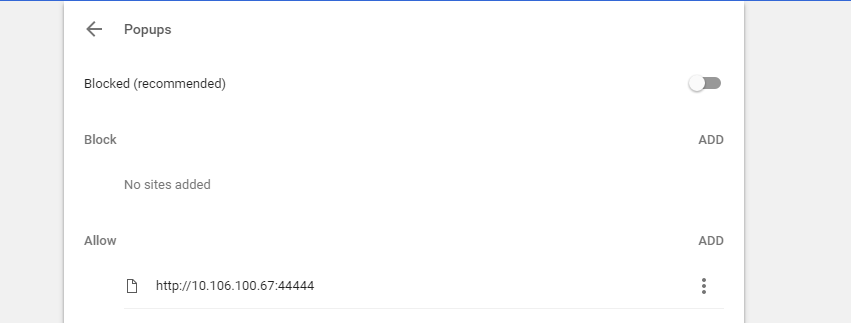 Popups
Blocked (recommended)
Block ADD
No sites added
Allow ADD
http://10.106.100.67:44444